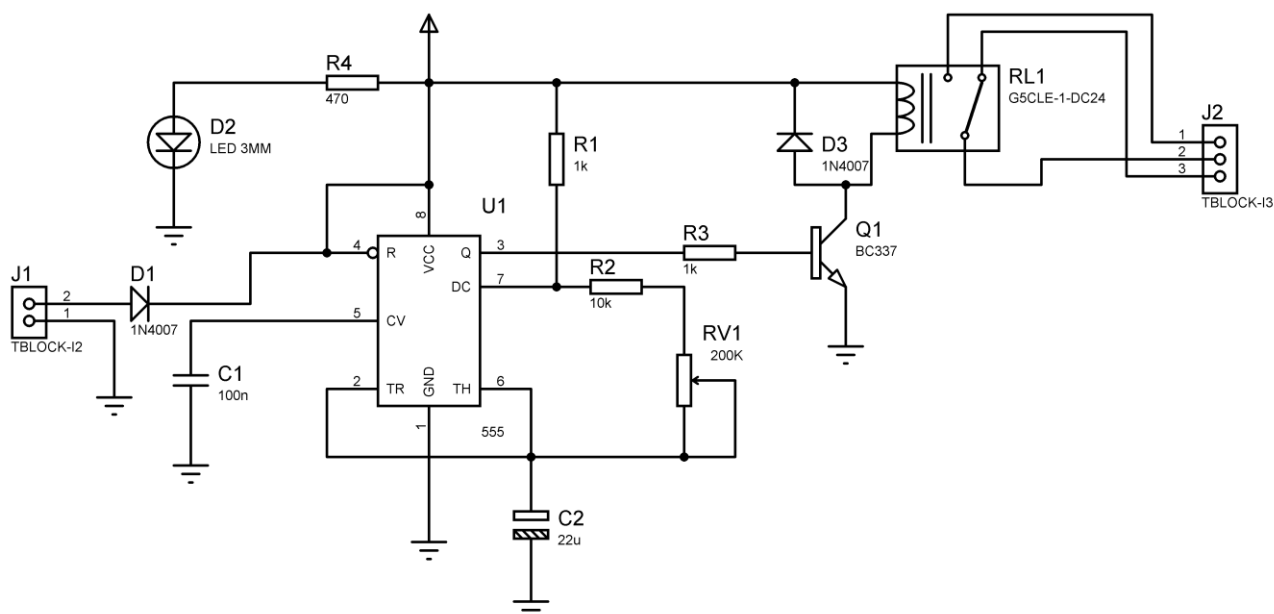 R4
470
D2
LED 3MM
R1
1k
D3
1N4007
RL1
G5CLE-1-DC24
J2
1
2
3
TBLOCK-I3
U1
8
VCC
4
R
Q
3
R3
1k
Q1
BC337
DC
7
R2
10k
J1
2
1
TBLOCK-I2
D1
1N4007
5
CV
RV1
200K
C1
100n
2
TR
GND
TH
6
1
555
C2
22u